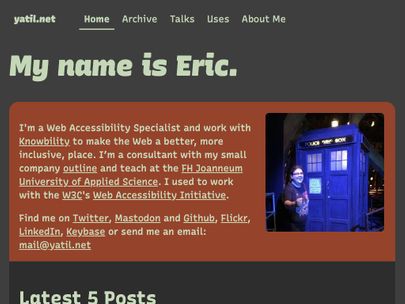 yatil.net Home Archive Talks Uses About Me
My name is Eric.
I'm a Web Accessibility Specialist and work with
Knowbility to make the Web a better, more
inclusive, place. I'm a consultant with my small
company outline and teach at the FH Joanneum
University of Applied Science. I used to work
with the W3C's Web Accessibility Initiative.
Find me on Twitter, Mastodon and Github, Flickr,
LinkedIn, Keybase or send me an email:
mail@yatil.net
POLICE BOX
Latest 5 Posts